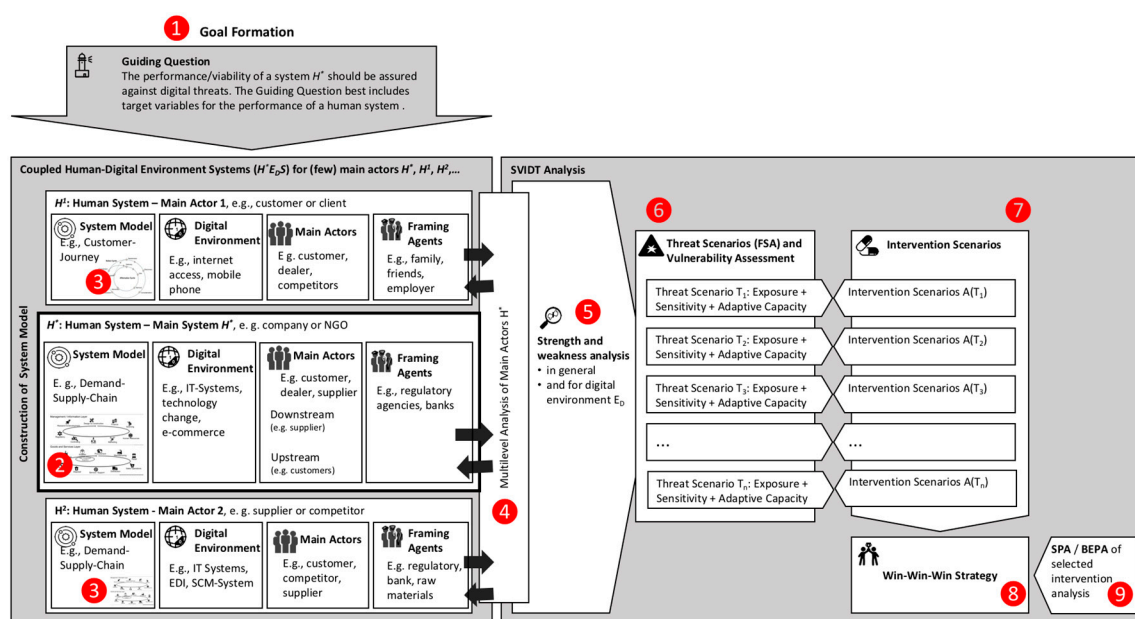 1 Goal Formation
Guiding Question
The performance/viability of a system H* should be assured
against digital threats. The Guiding Question best includes
target variables for the performance of a human system .
Coupled Human-Digital Environment Systems (H*E_DS) for (few) main actors H*, H¹, H²,...
Construction of System Model
H¹: Human System – Main Actor 1, e.g., customer or client
System Model
E.g., Customer-
Journey
3
Digital
Environment
E.g., internet
access, mobile
phone
Main Actors
E g. customer,
dealer,
competitors
Framing
Agents
E.g., family,
friends,
employer
H*: Human System – Main System H*, e. g. company or NGO
System Model
E. g., Demand-
Supply-Chain
2
Digital
Environment
E.g., IT-Systems,
technology
change,
e-commerce
Main Actors
E.g. customer,
dealer, supplier
Downstream
(e.g. supplier)
Upstream
(e.g. customers)
Framing
Agents
E.g., regulatory
agencies, banks
H²: Human System - Main Actor 2, e. g. supplier or competitor
System Model
E.g., Demand-
Supply-Chain
3
Digital
Environment
E.g., IT Systems,
EDI, SCM-System
Main Actors
E.g., customer,
competitor,
supplier
Framing
Agents
E.g. regulatory,
bank, raw
materials
Multilevel Analysis of Main Actors H*
4
SVIDT Analysis
5
Strength and
weakness analysis
• in general
• and for digital
environment E_D
6
Threat Scenarios (FSA) and
Vulnerability Assessment
Threat Scenario T₁: Exposure +
Sensitivity + Adaptive Capacity
Threat Scenario T₂: Exposure +
Sensitivity + Adaptive Capacity
Threat Scenario T₃: Exposure +
Sensitivity + Adaptive Capacity
...
Threat Scenario Tₙ: Exposure +
Sensitivity + Adaptive Capacity
7
Intervention Scenarios
Intervention Scenarios A(T₁)
Intervention Scenarios A(T₂)
Intervention Scenarios A(T₃)
...
Intervention Scenarios A(Tₙ)
Win-Win-Win Strategy
8
SPA / BEPA of
selected
intervention
analysis
9